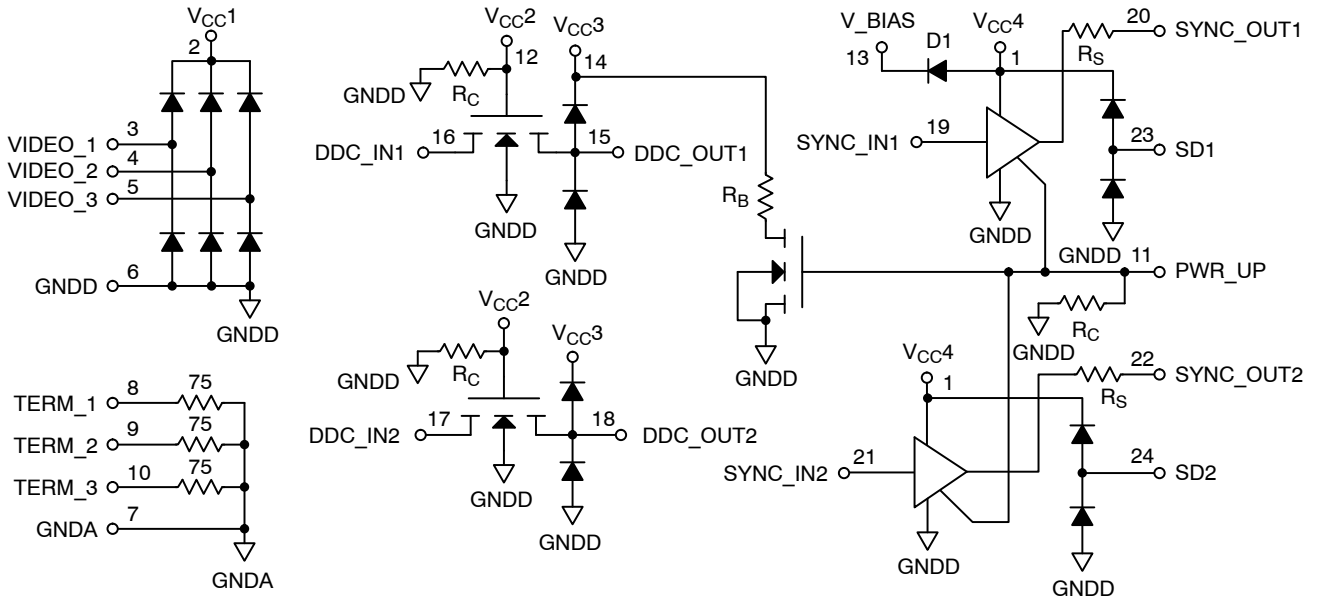 VCC1
2
VIDEO_1 3
VIDEO_2 4
VIDEO_3 5
GNDD 6
GNDD
TERM_1 8 75
TERM_2 9 75
TERM_3 10 75
GNDA 7
GNDA
VCC2
12
GNDD
RC
DDC_IN1 16
GNDD
VCC3
14
15 DDC_OUT1
GNDD
RB
GNDD
VCC2
GNDD
RC
DDC_IN2 17
GNDD
VCC3
18 DDC_OUT2
GNDD
V_BIAS
13
D1
VCC4
1
RS
20 SYNC_OUT1
SYNC_IN1 19
GNDD
23 SD1
GNDD
11 PWR_UP
GNDD
RC
VCC4
1
RS
22 SYNC_OUT2
SYNC_IN2 21
GNDD
24 SD2
GNDD